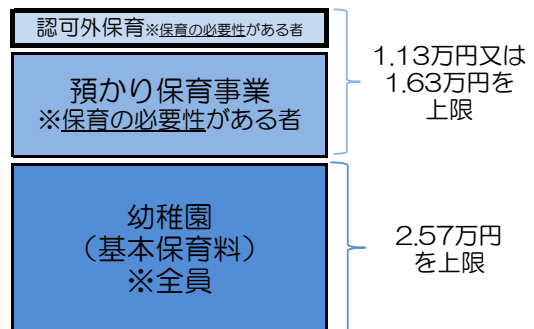 認可外保育※保育の必要性がある者
預かり保育事業
※保育の必要性がある者
1.13万円又は
1.63万円を
上限
幼稚園
（基本保育料）
※全員
2.57万円
を上限